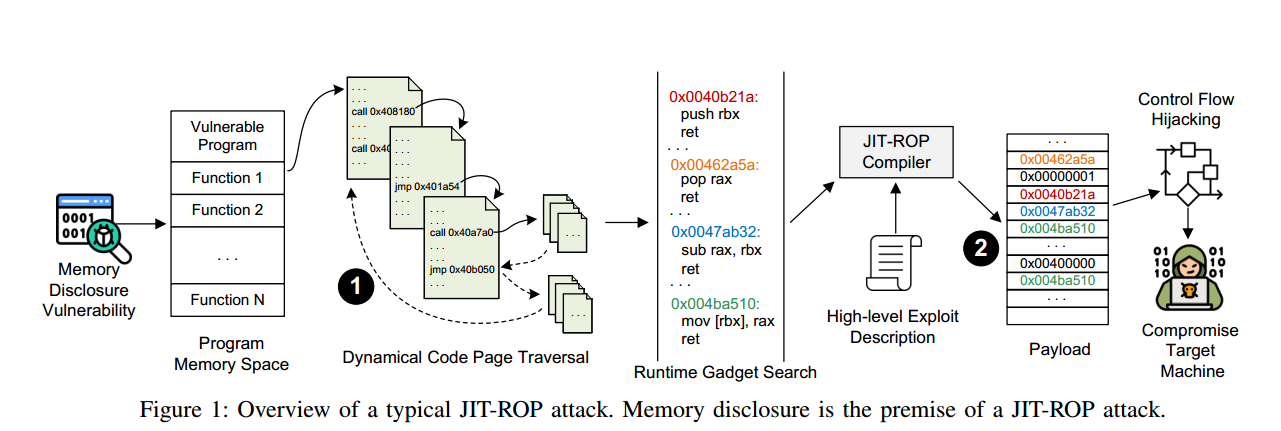 Vulnerable
Program
Function 1
Function 2
. . .
Function N
0001
001
Memory
Disclosure
Vulnerability
Program
Memory Space
. . .
. . .
call 0x408180
. . .
. . .
call 0x40
. . .
. . .
. . .
jmp 0x401a54
. . .
. . .
. . .
call 0x40a7a0
. . .
. . .
jmp 0x40b050
. . .
. . .
1
Dynamical Code Page Traversal
0x0040b21a:
push rbx
ret
. . .
0x00462a5a:
pop rax
ret
. . .
0x0047ab32:
sub rax, rbx
ret
. . .
0x004ba510:
mov [rbx], rax
ret
Runtime Gadget Search
JIT-ROP
Compiler
High-level Exploit
Description
2
. . .
0x00462a5a
0x00000001
0x0040b21a
0x0047ab32
0x004ba510
. . .
0x00400000
0x004ba510
. . .
Payload
Control Flow
Hijacking
01 01
10 10
01 01
Compromise
Target
Machine
Figure 1: Overview of a typical JIT-ROP attack. Memory disclosure is the premise of a JIT-ROP attack.